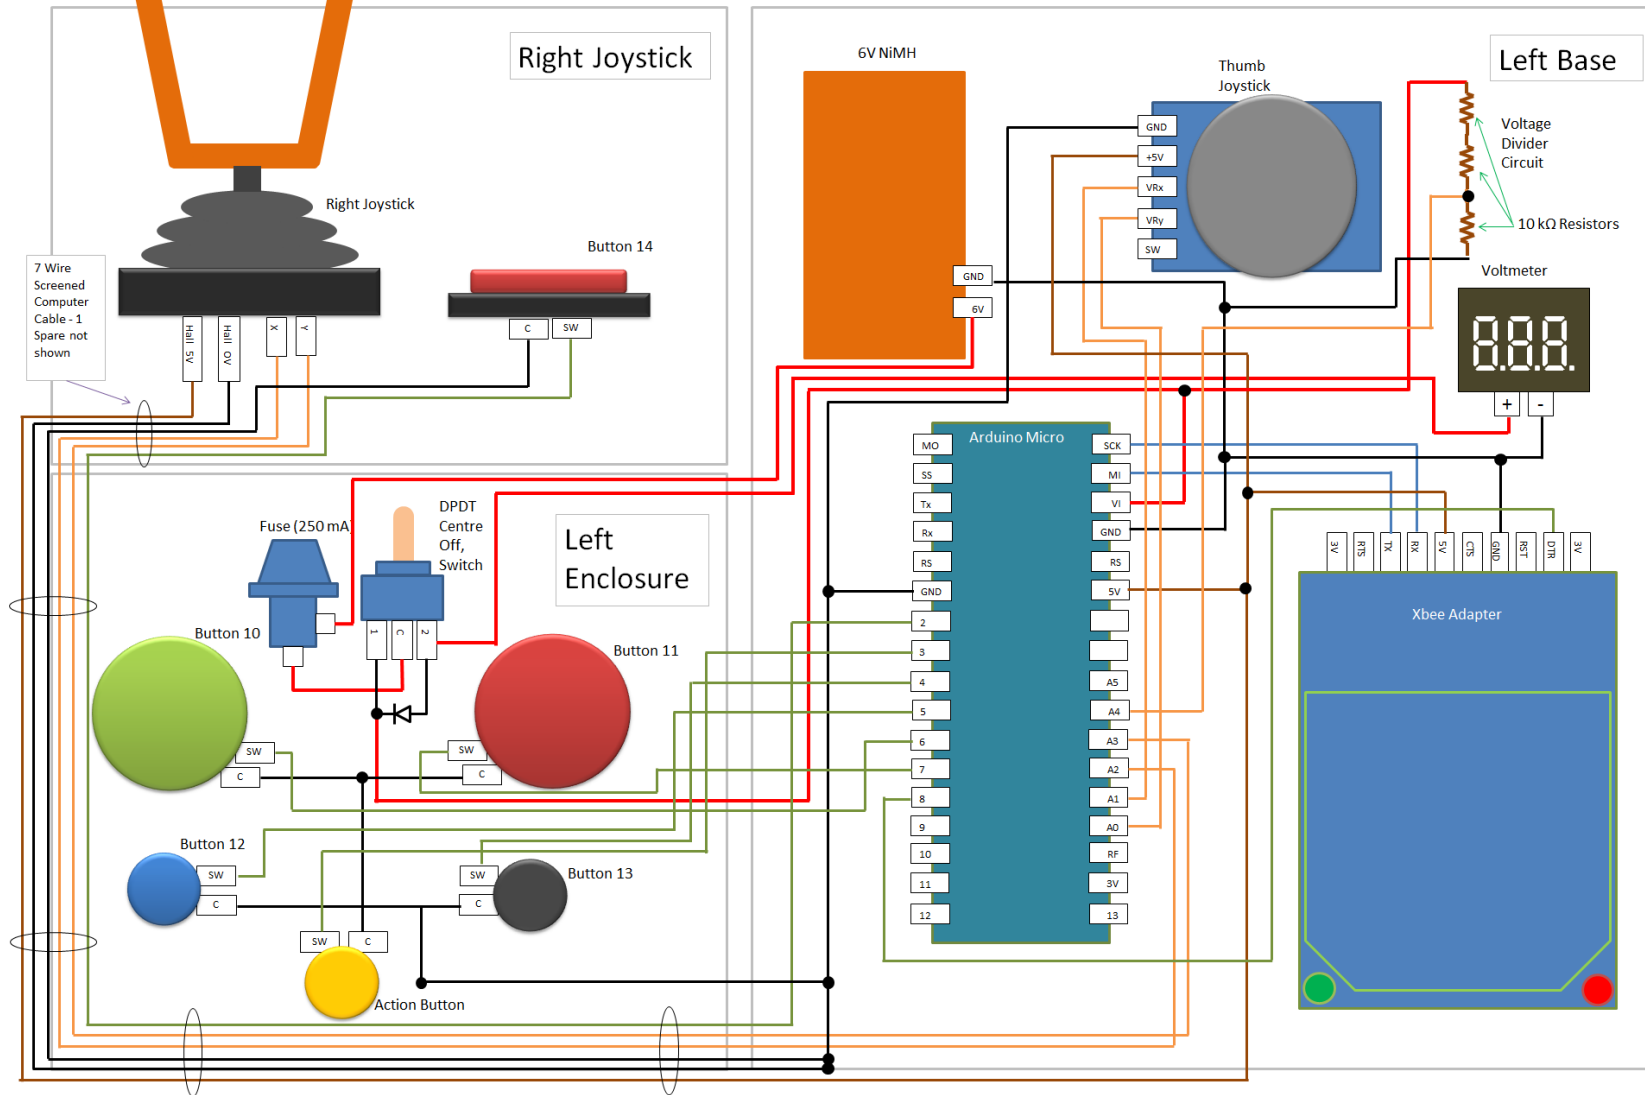 Right Joystick
Left Base
6V NiMH
Thumb
Joystick
GND
+5V
VRx
VRy
SW
Voltage
Divider
Circuit
10 kΩ Resistors
Voltmeter
8.8.8.
+
-
Right Joystick
Button 14
7 Wire
Screened
Computer
Cable - 1
Spare not
shown
Hall 5V
Hall 0V
X
Y
C
SW
GND
6V
Arduino Micro
MO
SS
Tx
Rx
RS
GND
2
3
4
5
6
7
8
9
10
11
12
SCK
MI
VI
GND
RS
5V
A5
A4
A3
A2
A1
A0
RF
3V
13
3V
RTS
TX
RX
5V
CTS
GND
RST
DTR
3V
Xbee Adapter
Fuse (250 mA)
DPDT
Centre
Off,
Switch
Left
Enclosure
1
C
2
Button 10
SW
C
Button 11
SW
C
Button 12
SW
C
Button 13
SW
C
SW
C
Action Button